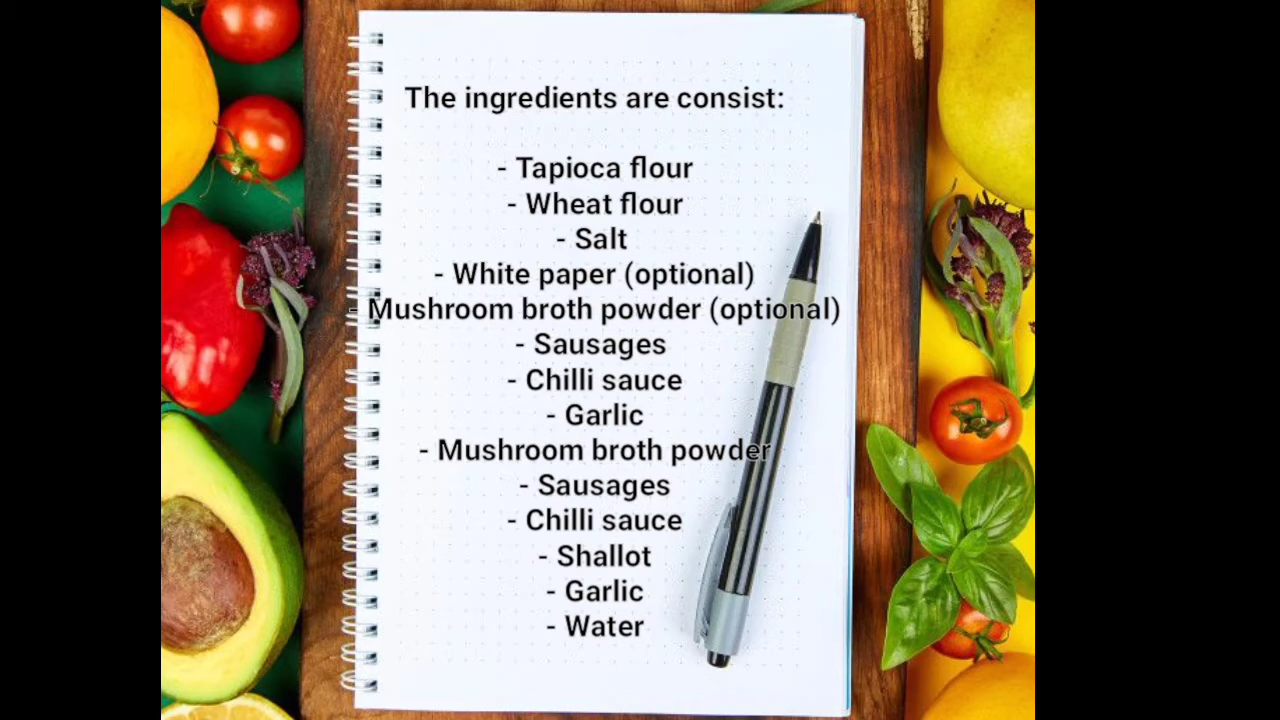 The ingredients are consist:
- Tapioca flour
- Wheat flour
- Salt
- White paper (optional)
- Mushroom broth powder (optional)
- Sausages
- Chilli sauce
- Garlic
- Mushroom broth powder
- Sausages
- Chilli sauce
- Shallot
- Garlic
- Water